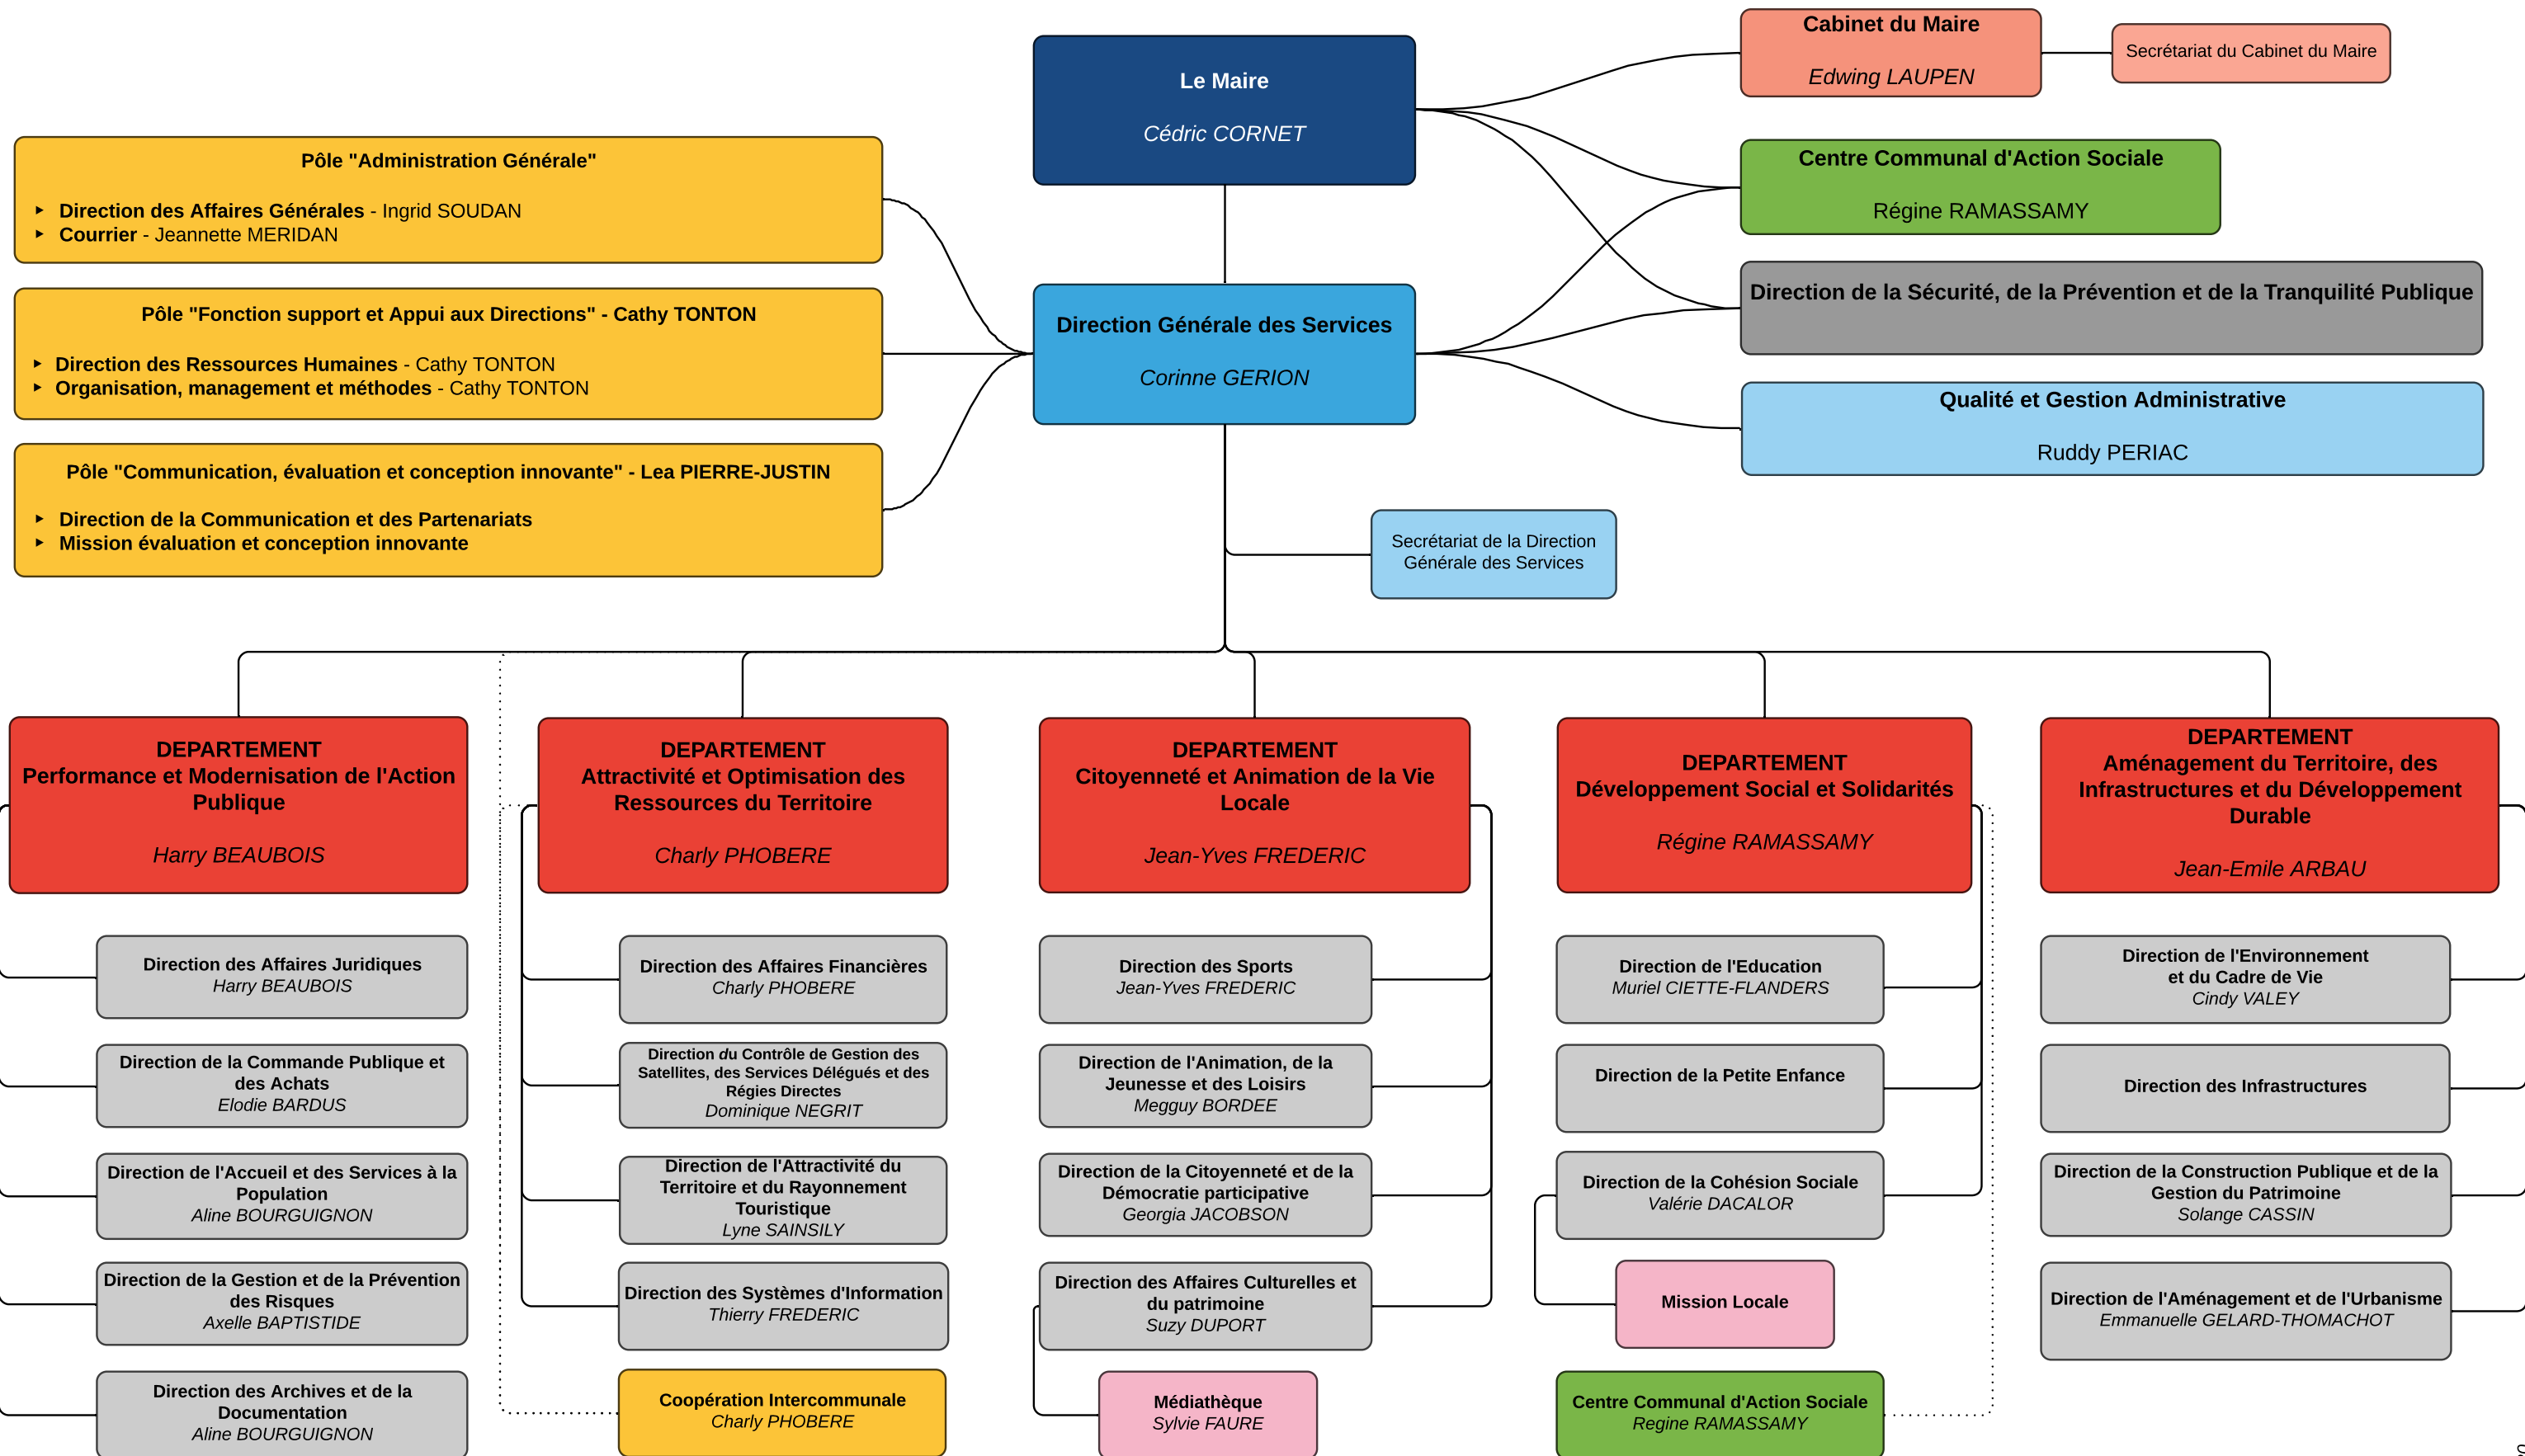 Le Maire
Cédric CORNET
Cabinet du Maire
Edwing LAUPEN
Secrétariat du Cabinet du Maire
Centre Communal d'Action Sociale
Régine RAMASSAMY
Direction de la Sécurité, de la Prévention et de la Tranquilité Publique
Pôle "Administration Générale"
▸ Direction des Affaires Générales - Ingrid SOUDAN
▸ Courrier - Jeannette MERIDAN
Pôle "Fonction support et Appui aux Directions" - Cathy TONTON
▸ Direction des Ressources Humaines - Cathy TONTON
▸ Organisation, management et méthodes - Cathy TONTON
Pôle "Communication, évaluation et conception innovante" - Lea PIERRE-JUSTIN
▸ Direction de la Communication et des Partenariats
▸ Mission évaluation et conception innovante
Direction Générale des Services
Corinne GERION
Qualité et Gestion Administrative
Ruddy PERIAC
Secrétariat de la Direction
Générale des Services
DEPARTEMENT
Performance et Modernisation de l'Action
Publique
Harry BEAUBOIS
Direction des Affaires Juridiques
Harry BEAUBOIS
Direction de la Commande Publique et
des Achats
Elodie BARDUS
Direction de l'Accueil et des Services à la
Population
Aline BOURGUIGNON
Direction de la Gestion et de la Prévention
des Risques
Axelle BAPTISTIDE
Direction des Archives et de la
Documentation
Aline BOURGUIGNON
DEPARTEMENT
Attractivité et Optimisation des
Ressources du Territoire
Charly PHOBERE
Direction des Affaires Financières
Charly PHOBERE
Direction du Contrôle de Gestion des
Satellites, des Services Délégués et des
Régies Directes
Dominique NEGRIT
Direction de l'Attractivité du
Territoire et du Rayonnement
Touristique
Lyne SAINSILY
Direction des Systèmes d'Information
Thierry FREDERIC
Coopération Intercommunale
Charly PHOBERE
DEPARTEMENT
Citoyenneté et Animation de la Vie
Locale
Jean-Yves FREDERIC
Direction des Sports
Jean-Yves FREDERIC
Direction de l'Animation, de la
Jeunesse et des Loisirs
Megguy BORDEE
Direction de la Citoyenneté et de la
Démocratie participative
Georgia JACOBSON
Direction des Affaires Culturelles et
du patrimoine
Suzy DUPORT
Médiathèque
Sylvie FAURE
DEPARTEMENT
Développement Social et Solidarités
Régine RAMASSAMY
Direction de l'Education
Muriel CIETTE-FLANDERS
Direction de la Petite Enfance
Direction de la Cohésion Sociale
Valérie DACALOR
Mission Locale
Centre Communal d'Action Sociale
Regine RAMASSAMY
DEPARTEMENT
Aménagement du Territoire, des
Infrastructures et du Développement
Durable
Jean-Emile ARBAU
Direction de l'Environnement
et du Cadre de Vie
Cindy VALEY
Direction des Infrastructures
Direction de la Construction Publique et de la
Gestion du Patrimoine
Solange CASSIN
Direction de l'Aménagement et de l'Urbanisme
Emmanuelle GELARD-THOMACHOT